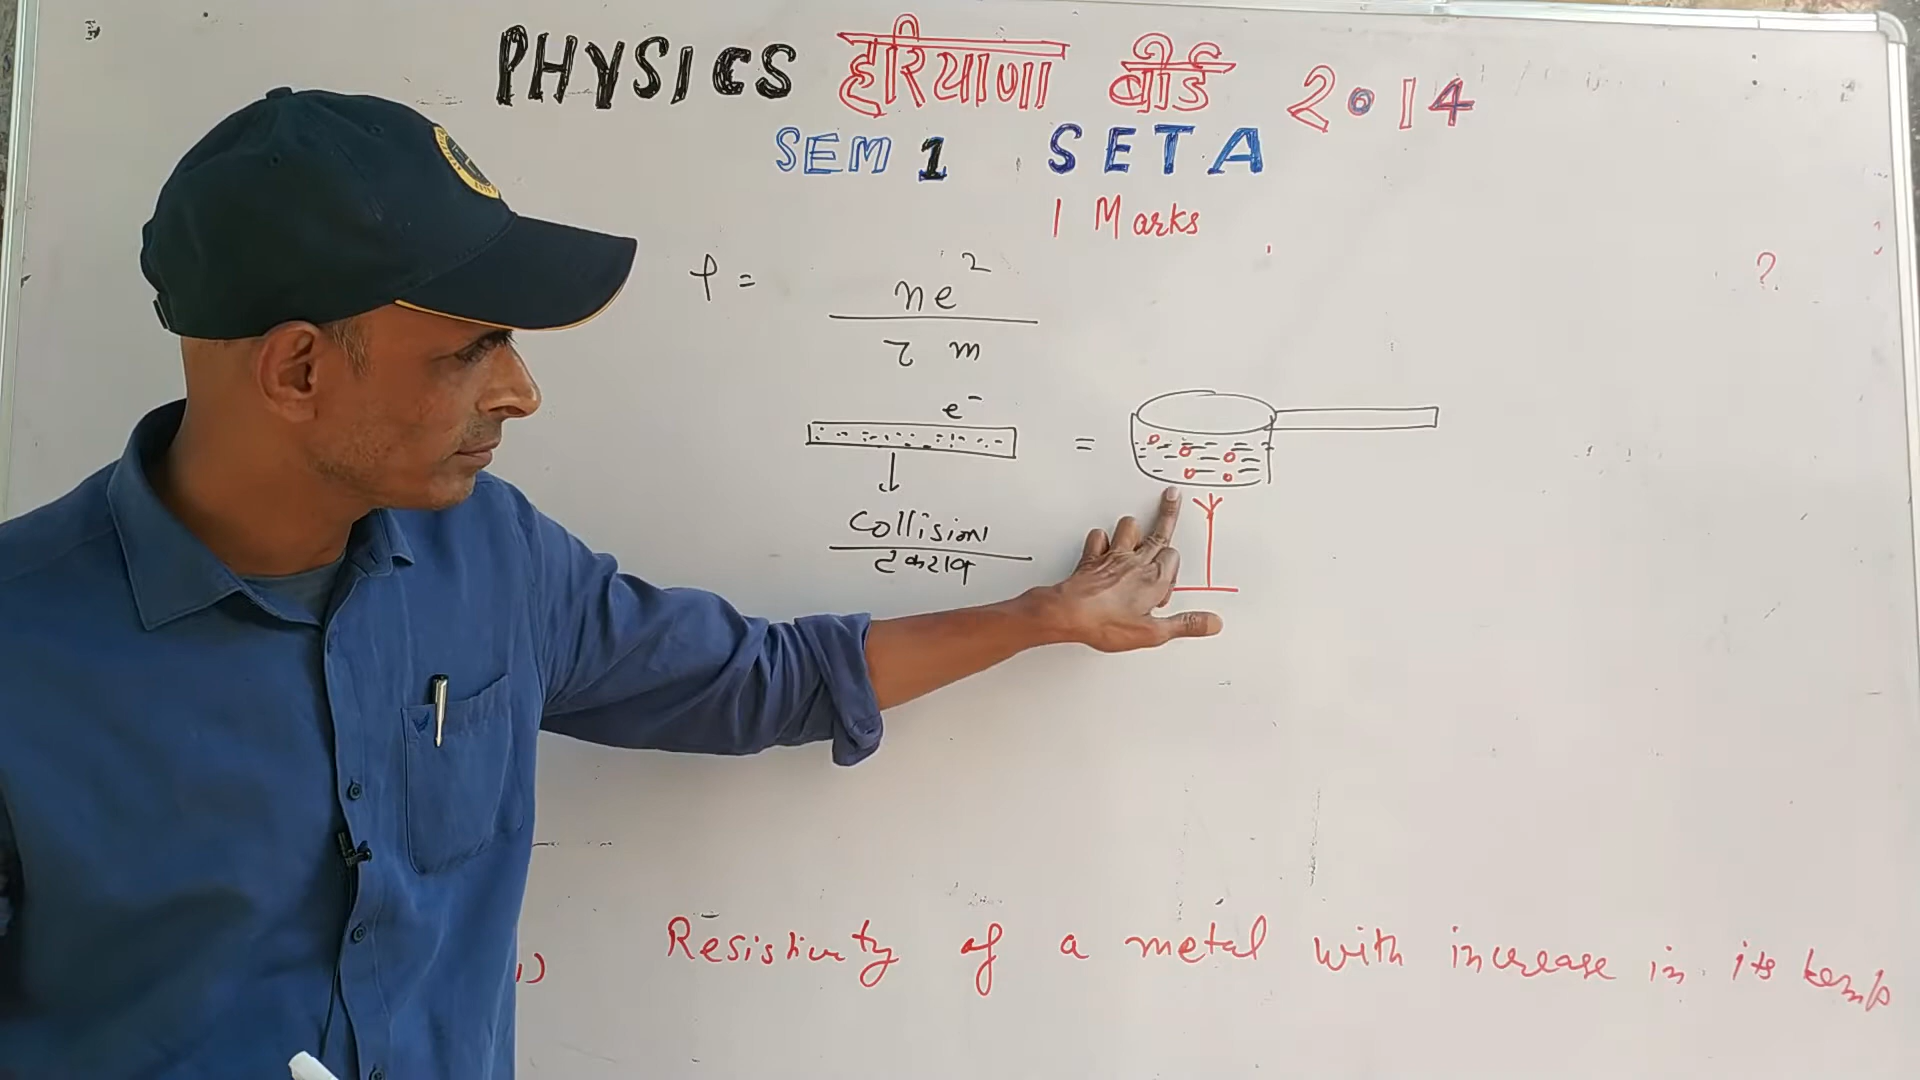 PHYSICS हरियाणा बोर्ड 2014
SEM 1 SET A
1 Marks
ρ = ne² / τ m
?
e⁻
=
Collision
टकराव
1) Resistivity of a metal with increase in its temp